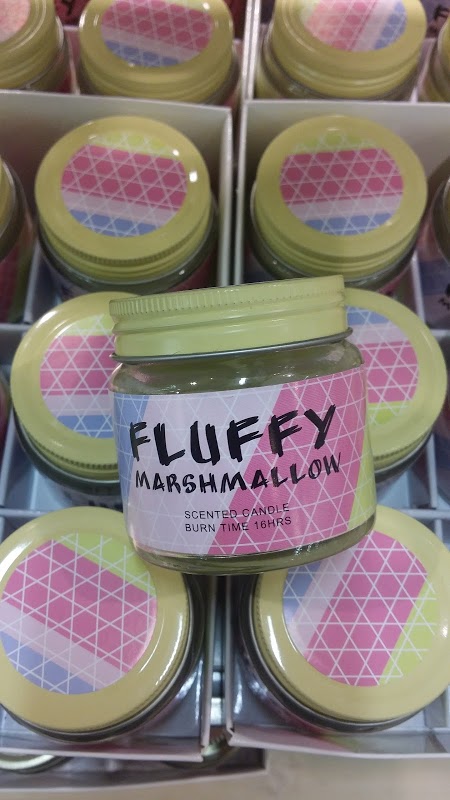 FLUFFY
MARSHMALLOW
SCENTED CANDLE
BURN TIME 16HRS